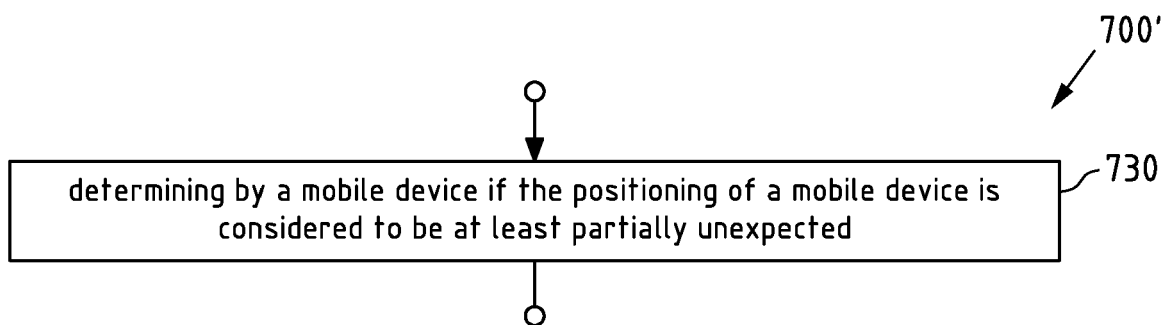 700'
determining by a mobile device if the positioning of a mobile device is
considered to be at least partially unexpected
730